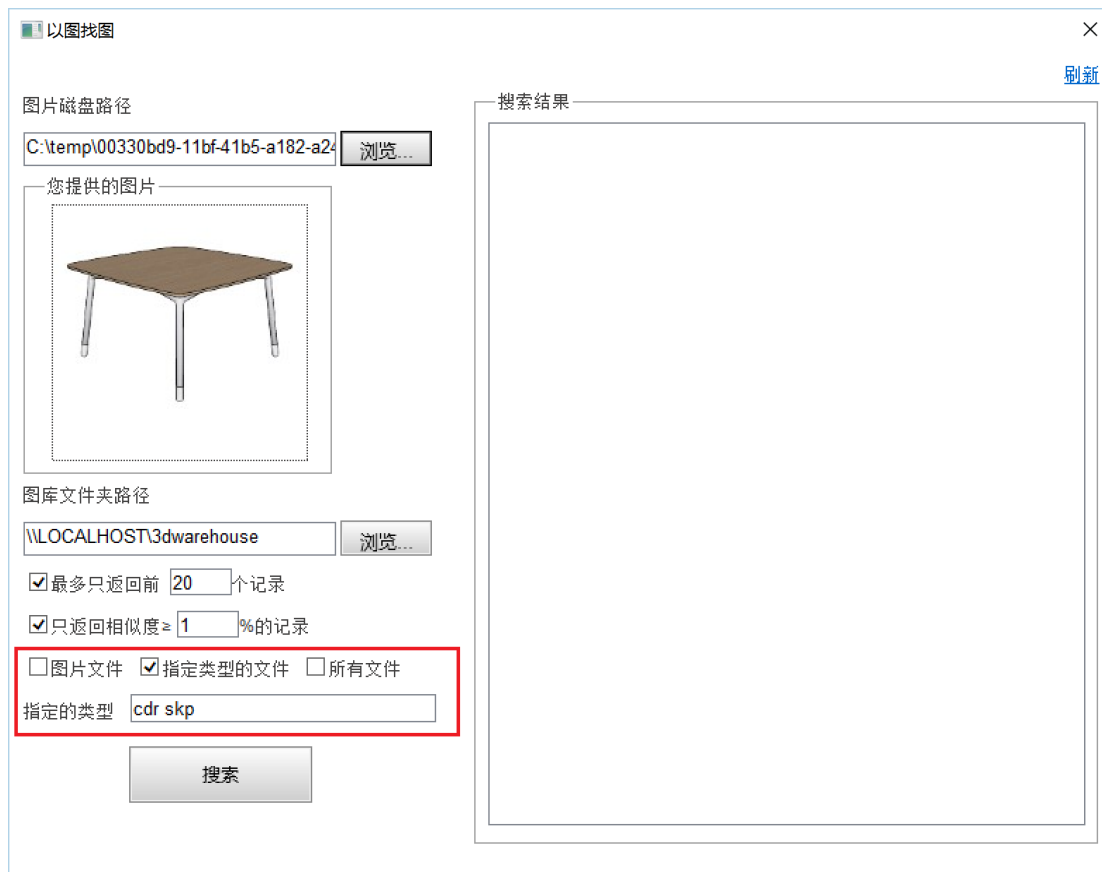 以图找图
刷新
图片磁盘路径
C:\temp\00330bd9-11bf-41b5-a182-a24
浏览...
您提供的图片
图库文件夹路径
\\LOCALHOST\3dwarehouse
浏览...
最多只返回前 20 个记录
只返回相似度≥ 1 %的记录
图片文件 指定类型的文件 所有文件
指定的类型 cdr skp
搜索
搜索结果